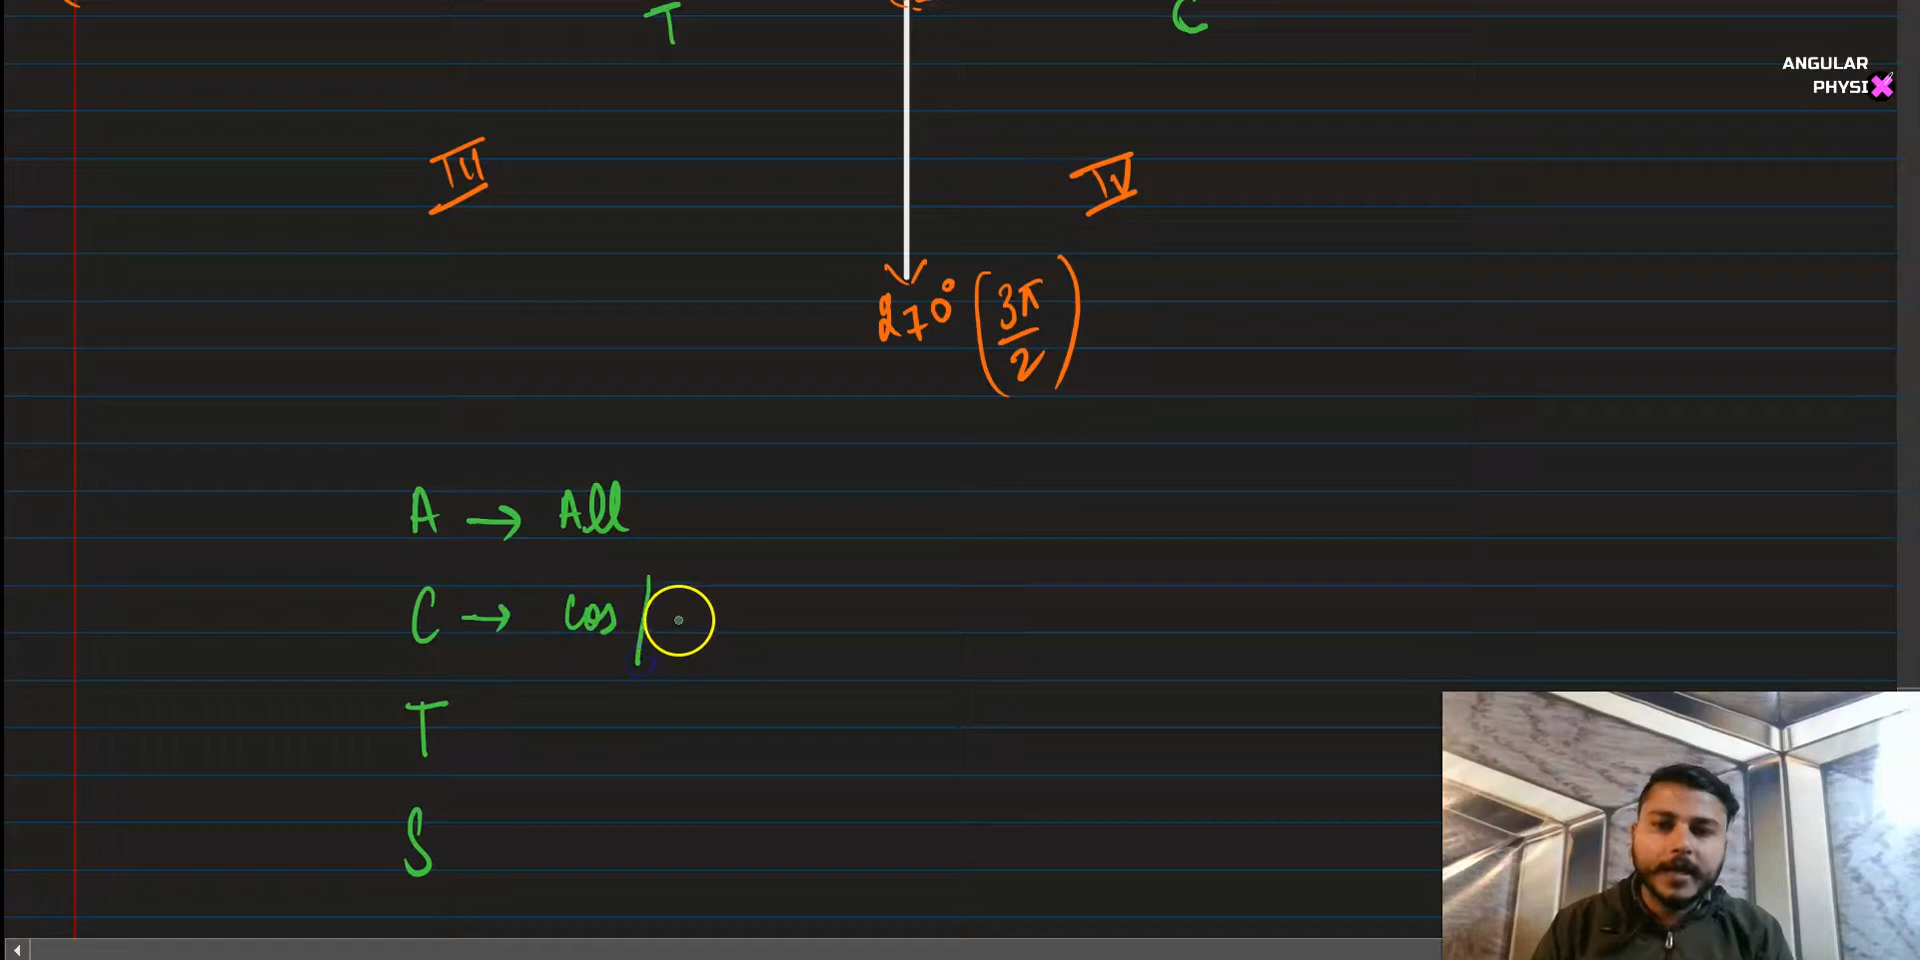 T C
ANGULAR
PHYSI
III IV
270° (3π/2)
A → All
C → cos /
T
S